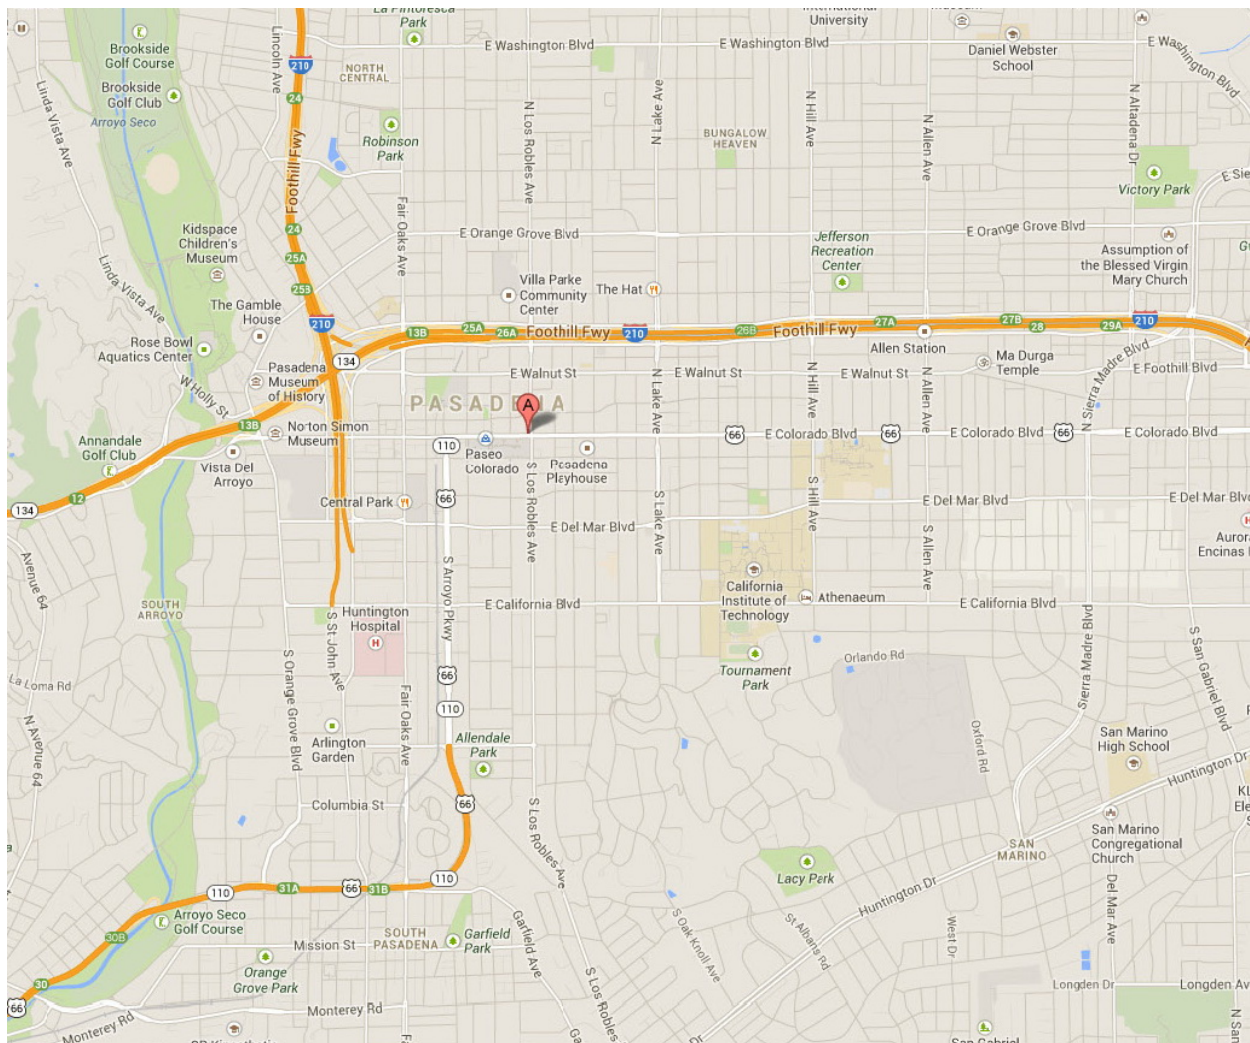 La Pintoresca
Park
International
University
Museum
E Washington Blvd
E Washington Blvd
E Washington Blvd
Daniel Webster
School
Brookside
Golf Course
Lincoln Ave
210
NORTH
CENTRAL
Brookside
Golf Club
24
Linda Vista Ave
Arroyo Seco
N Los Robles Ave
N Lake Ave
N Hill Ave
N Allen Ave
N Altadena Dr
Robinson
Park
BUNGALOW
HEAVEN
Foothill Fwy
Victory Park
E Sie
Fair Oaks Ave
24
Kidspace
Children's
Museum
E Orange Grove Blvd
E Orange Grove Blvd
Jefferson
Recreation
Center
Assumption of
the Blessed Virgin
Mary Church
25A
Linda Vista Ave
25B
Villa Parke
Community
Center
The Hat
The Gamble
House
210
13B
25A
26A
Foothill Fwy
210
26B
Foothill Fwy
27A
27B
28
29A
210
Rose Bowl
Aquatics Center
134
Allen Station
Ma Durga
Temple
Pasadena
Museum
of History
W Holly St
E Walnut St
E Walnut St
E Walnut St
E Foothill Blvd
N Lake Ave
N Hill Ave
N Allen Ave
N Sierra Madre Blvd
PASADENA
A
13B
Norton Simon
Museum
Annandale
Golf Club
110
Paseo
Colorado
Pasadena
Playhouse
66
E Colorado Blvd
66
E Colorado Blvd
66
E Colorado Blvd
Vista Del
Arroyo
12
134
Central Park
66
S Los Robles Ave
S Lake Ave
S Hill Ave
E Del Mar Blvd
E Del Mar Blvd
E Del Mar Blvd
Aurora
Encinas
Avenue 64
S Arroyo Pkwy
S Allen Ave
California
Institute of
Technology
Athenaeum
SOUTH
ARROYO
Huntington
Hospital
E California Blvd
E California Blvd
E California Blvd
S St John Ave
S Orange Grove Blvd
Sierra Madre Blvd
S San Gabriel Blvd
La Loma Rd
66
Tournament
Park
Orlando Rd
Fair Oaks Ave
110
N Avenue 64
Arlington
Garden
Allendale
Park
Oxford Rd
San Marino
High School
Huntington Dr
Columbia St
66
S Los Robles Ave
SAN
MARINO
San Marino
Congregational
Church
Lacy Park
110
31A
66
31B
110
Huntington Dr
Arroyo Seco
Golf Course
30B
SOUTH
PASADENA
Garfield
Park
Garfield Ave
S Oak Knoll Ave
St Albans Rd
West Dr
Del Mar Ave
Mission St
Orange
Grove Park
30
66
Monterey Rd
Monterey Rd
S Los Robles Ave
Longden Dr
Longden Av
N San
San Gabriel